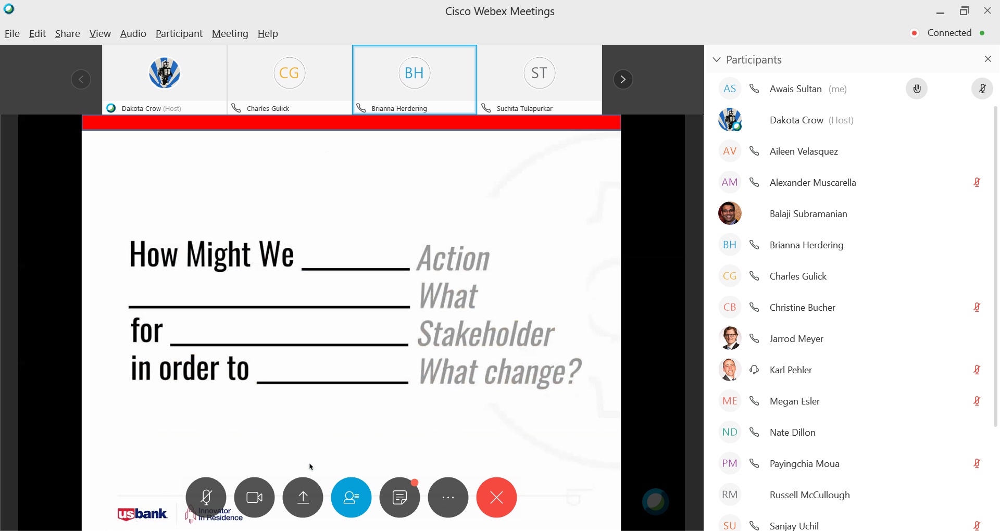 Cisco Webex Meetings
File Edit Share View Audio Participant Meeting Help
Connected
CG
BH
ST
Dakota Crow (Host)
Charles Gulick
Brianna Herdering
Suchita Tulapurkar
How Might We ________ Action
________ What
for ________ Stakeholder
in order to ________ What change?
usbank
Innovator
In Residence
Participants
AS Awais Sultan (me)
Dakota Crow (Host)
AV Aileen Velasquez
AM Alexander Muscarella
Balaji Subramanian
BH Brianna Herdering
CG Charles Gulick
CB Christine Bucher
Jarrod Meyer
Karl Pehler
ME Megan Esler
ND Nate Dillon
PM Payingchia Moua
RM Russell McCullough
SU Sanjay Uchil